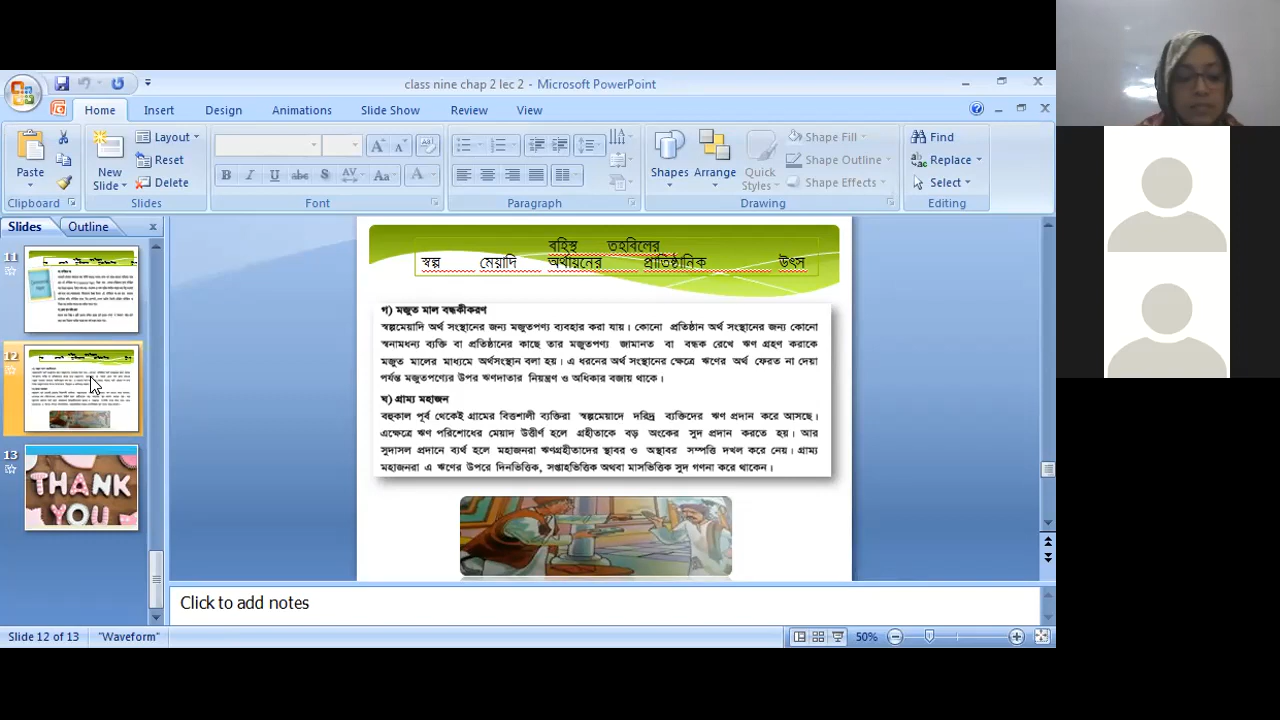 class nine chap 2 lec 2 - Microsoft PowerPoint
Home Insert Design Animations Slide Show Review View
Paste
Clipboard
New Slide
Layout
Reset
Delete
Slides
B I U abc S AV Aa A
Font
Paragraph
Shapes Arrange Quick Styles
Shape Fill
Shape Outline
Shape Effects
Drawing
Find
Replace
Select
Editing
Slides Outline
11
12
13
THANK
YOU
বহিস্থ তহবিলের
স্বল্প মেয়াদি অর্থায়নের প্রাতিষ্ঠানিক উৎস
গ) মজুত মাল বন্ধকীকরণ
স্বল্পমেয়াদি অর্থ সংস্থানের জন্য মজুতপণ্য ব্যবহার করা যায়। কোনো প্রতিষ্ঠান অর্থ সংস্থানের জন্য কোনো
স্বনামধন্য ব্যক্তি বা প্রতিষ্ঠানের কাছে তার মজুতপণ্য জামানত বা বন্ধক রেখে ঋণ গ্রহণ করাকে
মজুত মালের মাধ্যমে অর্থসংস্থান বলা হয়। এ ধরনের অর্থ সংস্থানের ক্ষেত্রে ঋণের অর্থ ফেরত না দেয়া
পর্যন্ত মজুতপণ্যের উপর ঋণদাতার নিয়ন্ত্রণ ও অধিকার বজায় থাকে।
ঘ) গ্রাম্য মহাজন
বহুকাল পূর্ব থেকেই গ্রামের বিত্তশালী ব্যক্তিরা স্বল্পমেয়াদে দরিদ্র ব্যক্তিদের ঋণ প্রদান করে আসছে।
এক্ষেত্রে ঋণ পরিশোধের মেয়াদ উত্তীর্ণ হলে গ্রহীতাকে বড় অংকের সুদ প্রদান করতে হয়। আর
সুদাসল প্রদানে ব্যর্থ হলে মহাজনরা ঋণগ্রহীতাদের স্থাবর ও অস্থাবর সম্পত্তি দখল করে নেয়। গ্রাম্য
মহাজনরা এ ঋণের উপরে দিনভিত্তিক, সপ্তাহভিত্তিক অথবা মাসভিত্তিক সুদ গণনা করে থাকেন।
Click to add notes
Slide 12 of 13 "Waveform" 50%